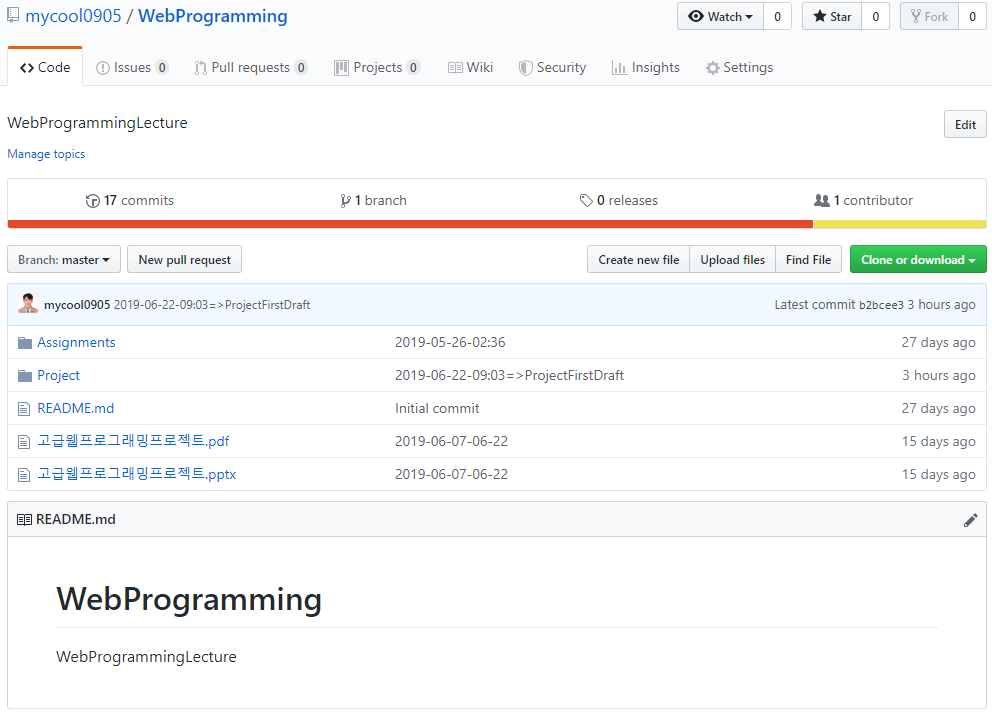 mycool0905 / WebProgramming
Watch 0 Star 0 Fork 0
Code Issues 0 Pull requests 0 Projects 0 Wiki Security Insights Settings
WebProgrammingLecture Edit
Manage topics
17 commits 1 branch 0 releases 1 contributor
Branch: master New pull request Create new file Upload files Find File Clone or download
mycool0905 2019-06-22-09:03=>ProjectFirstDraft Latest commit b2bcee3 3 hours ago
Assignments 2019-05-26-02:36 27 days ago
Project 2019-06-22-09:03=>ProjectFirstDraft 3 hours ago
README.md Initial commit 27 days ago
고급웹프로그래밍프로젝트.pdf 2019-06-07-06-22 15 days ago
고급웹프로그래밍프로젝트.pptx 2019-06-07-06-22 15 days ago
README.md
WebProgramming
WebProgrammingLecture